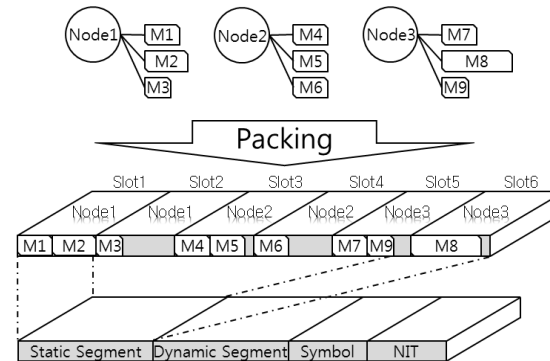 Node1 M1 M2 M3
Node2 M4 M5 M6
Node3 M7 M8 M9
Packing
Slot1 Slot2 Slot3 Slot4 Slot5 Slot6
Node1 Node1 Node2 Node2 Node3 Node3
M1 M2 M3 M4 M5 M6 M7 M9 M8
Static Segment Dynamic Segment Symbol NIT